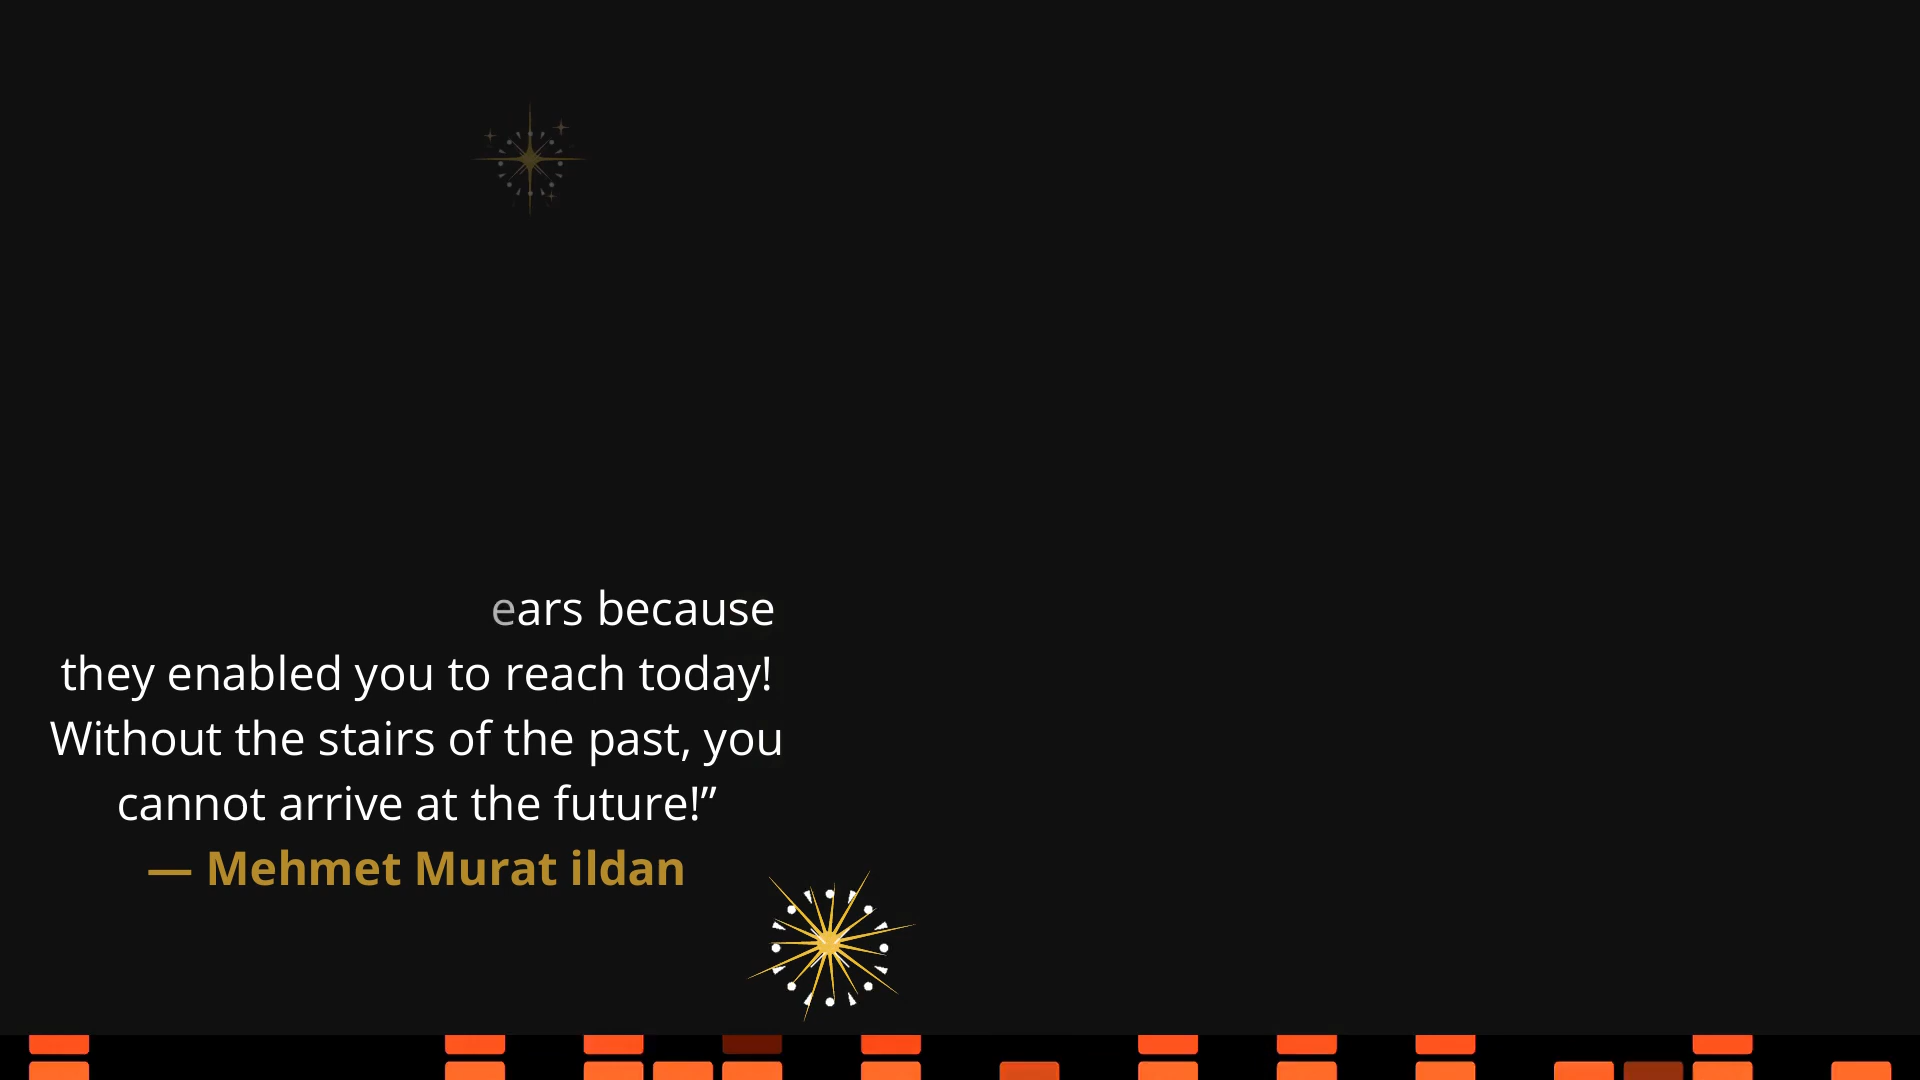 ears because
they enabled you to reach today!
Without the stairs of the past, you
cannot arrive at the future!”
— Mehmet Murat ildan